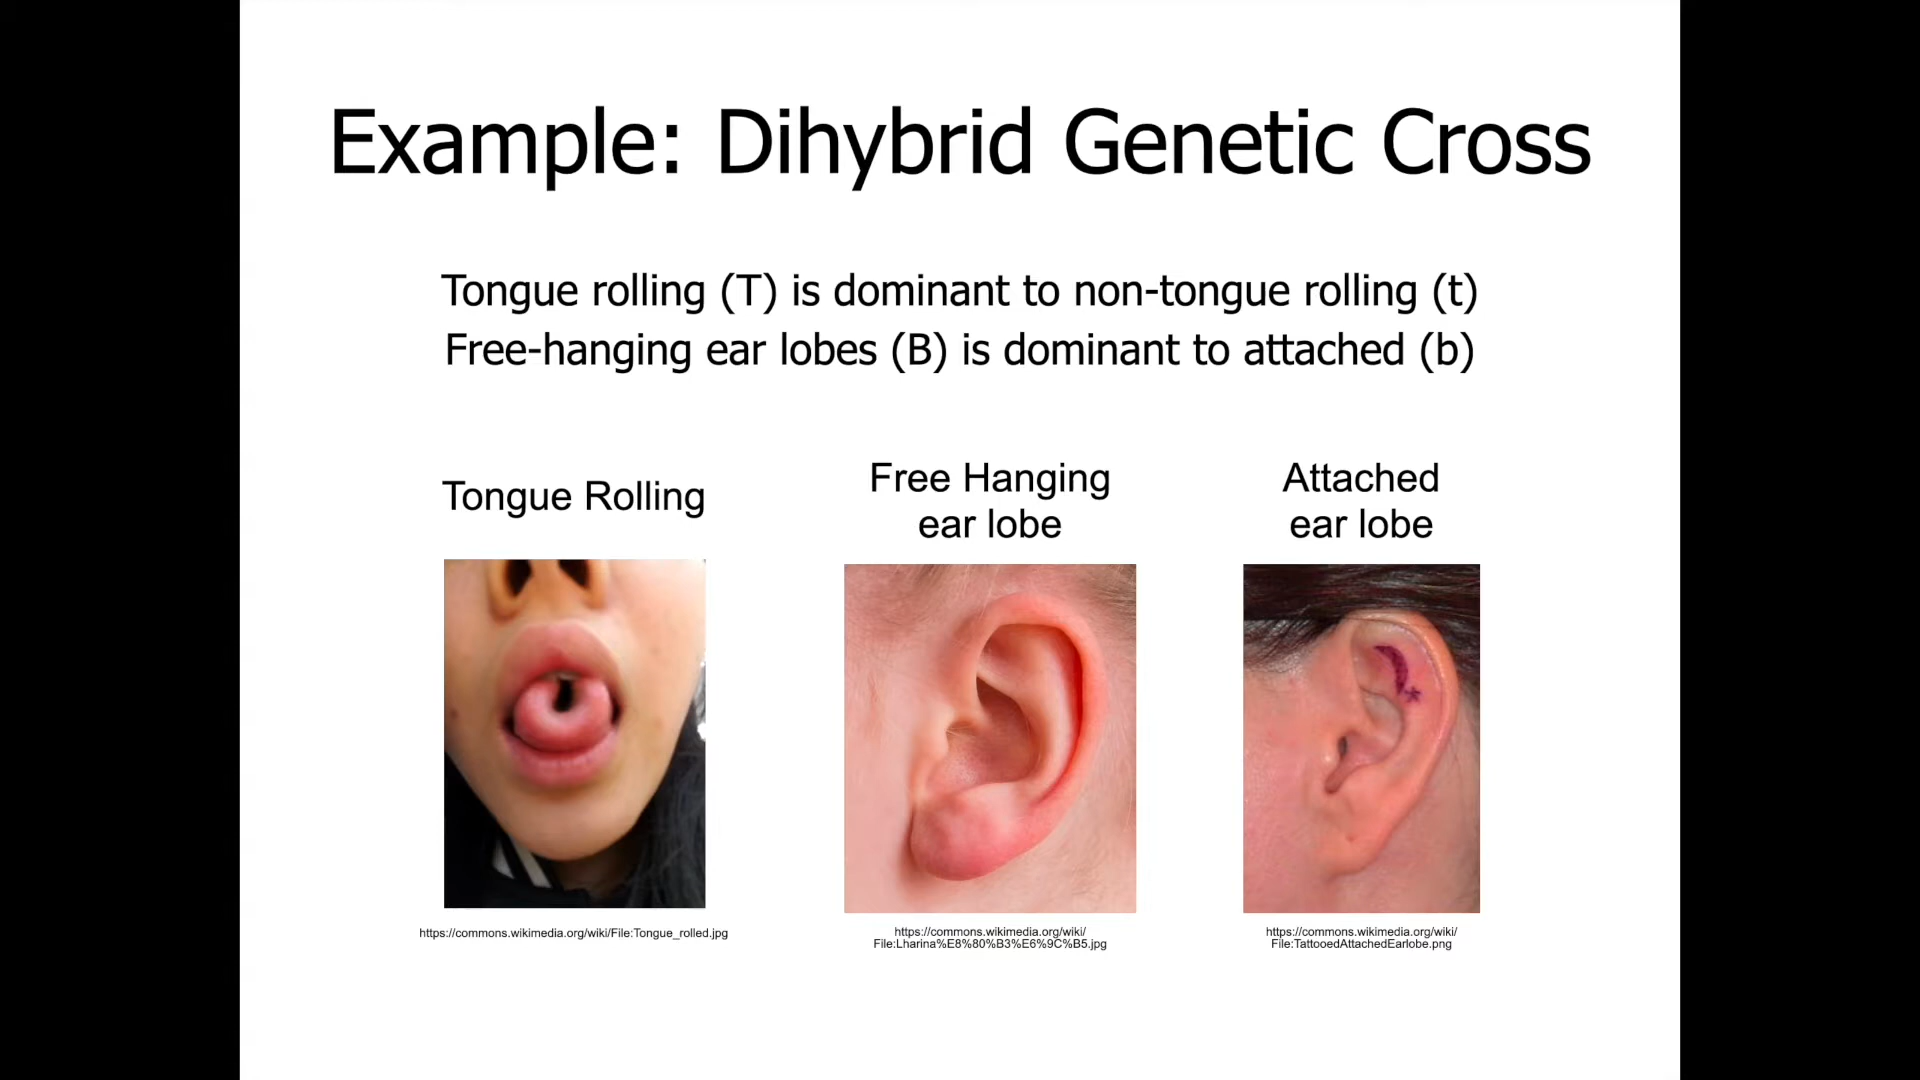 Example: Dihybrid Genetic Cross
Tongue rolling (T) is dominant to non-tongue rolling (t)
Free-hanging ear lobes (B) is dominant to attached (b)
Tongue Rolling
Free Hanging
ear lobe
Attached
ear lobe
https://commons.wikimedia.org/wiki/File:Tongue_rolled.jpg
https://commons.wikimedia.org/wiki/
File:Lharina%E8%80%B3%E6%9C%B5.jpg
https://commons.wikimedia.org/wiki/
File:TattooedAttachedEarlobe.png